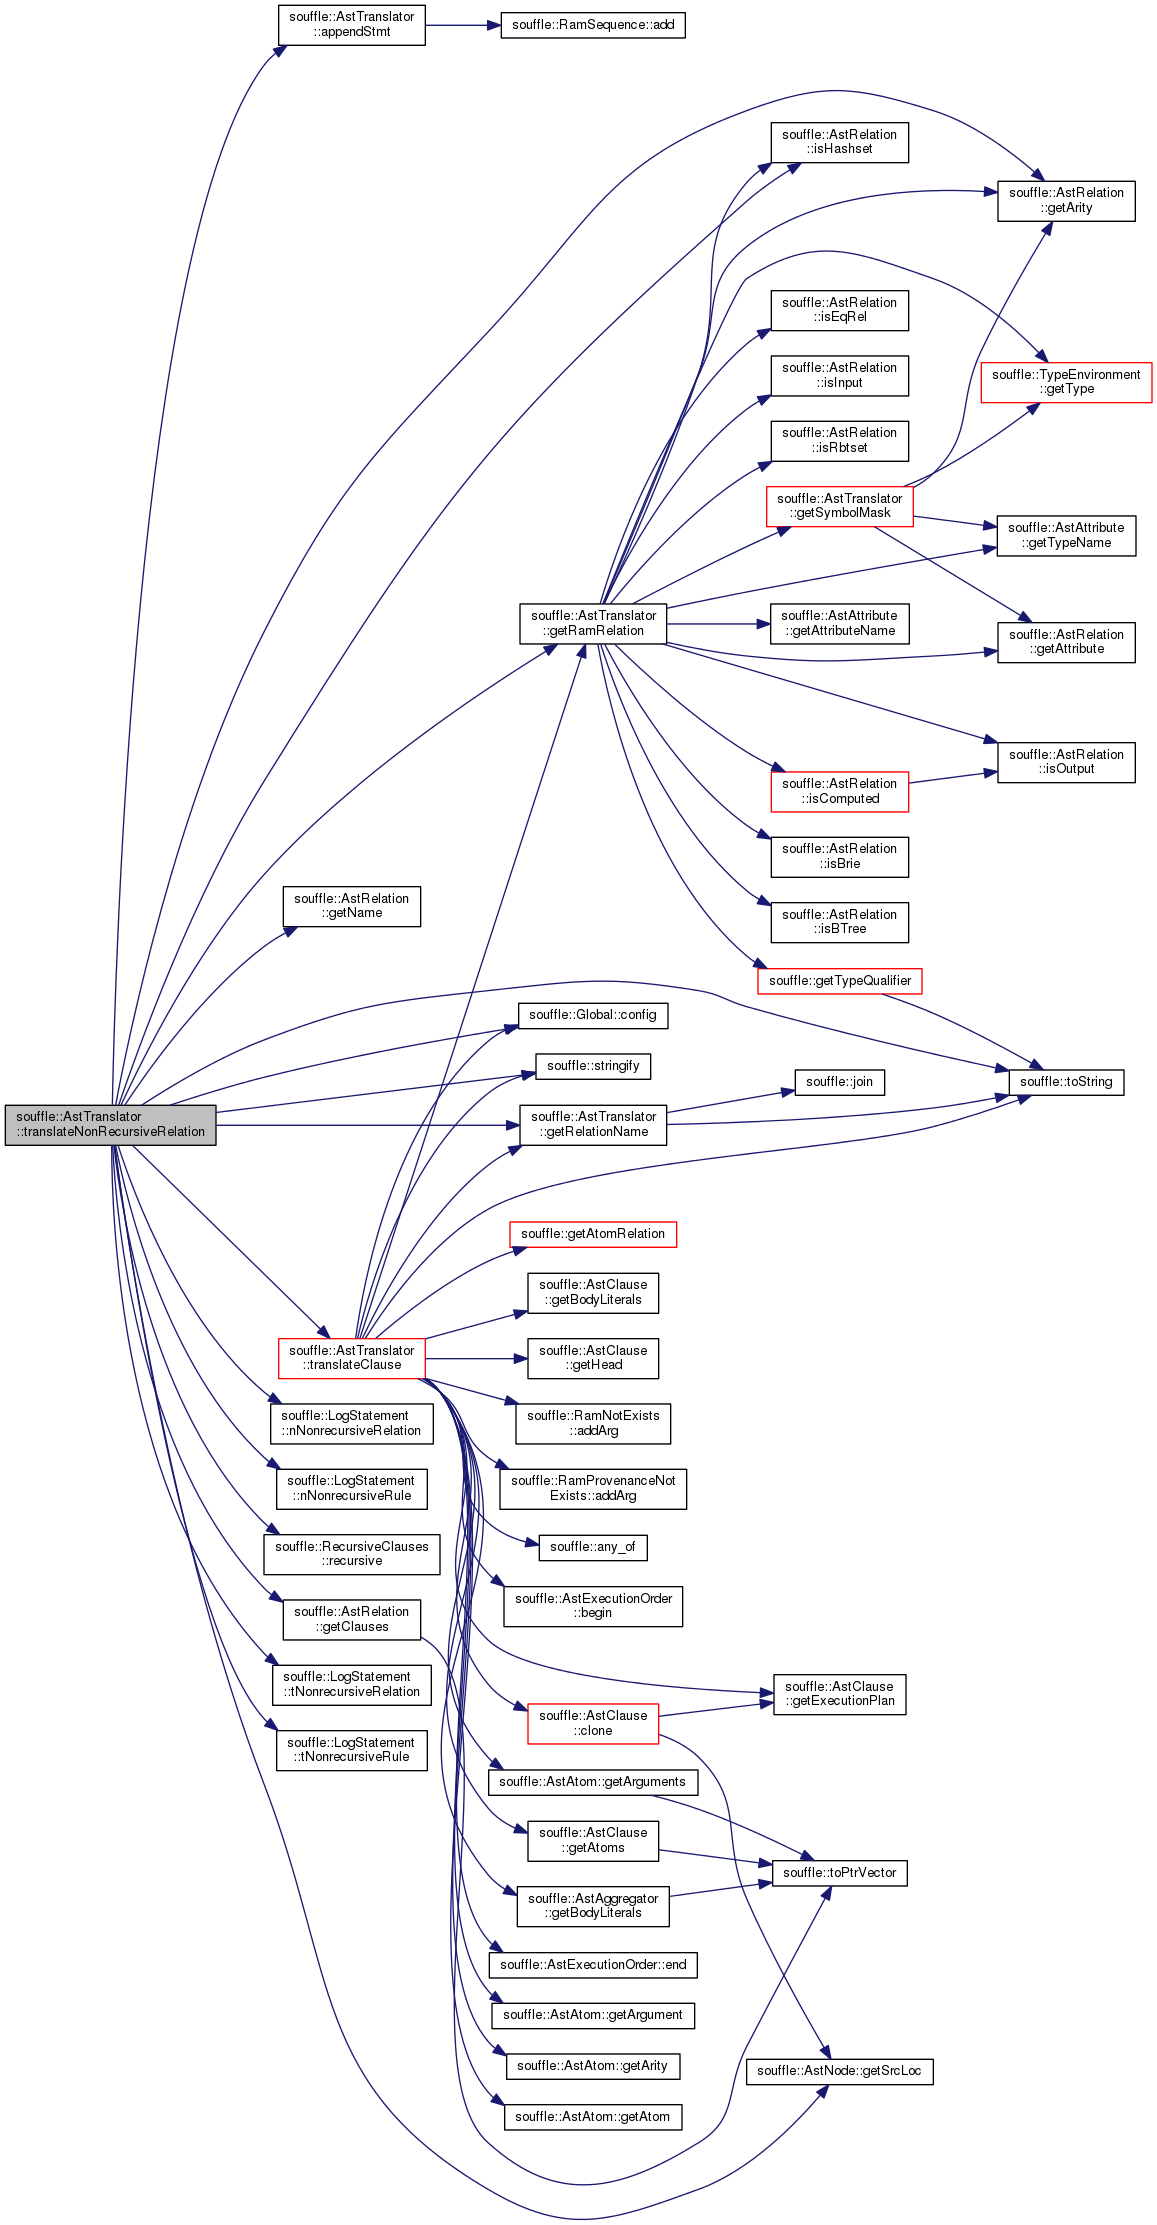 souffle::AstTranslator
::appendStmt
souffle::RamSequence::add
souffle::AstRelation
::isHashset
souffle::AstRelation
::getArity
souffle::AstRelation
::isEqRel
souffle::AstRelation
::isInput
souffle::TypeEnvironment
::getType
souffle::AstRelation
::isRbtset
souffle::AstTranslator
::getSymbolMask
souffle::AstAttribute
::getTypeName
souffle::AstTranslator
::getRamRelation
souffle::AstAttribute
::getAttributeName
souffle::AstRelation
::getAttribute
souffle::AstRelation
::isOutput
souffle::AstRelation
::isComputed
souffle::AstRelation
::isBrie
souffle::AstRelation
::getName
souffle::AstRelation
::isBTree
souffle::getTypeQualifier
souffle::Global::config
souffle::stringify
souffle::join
souffle::toString
souffle::AstTranslator
::translateNonRecursiveRelation
souffle::AstTranslator
::getRelationName
souffle::getAtomRelation
souffle::AstClause
::getBodyLiterals
souffle::AstTranslator
::translateClause
souffle::AstClause
::getHead
souffle::LogStatement
::nNonrecursiveRelation
souffle::RamNotExists
::addArg
souffle::LogStatement
::nNonrecursiveRule
souffle::RamProvenanceNot
Exists::addArg
souffle::RecursiveClauses
::recursive
souffle::any_of
souffle::AstExecutionOrder
::begin
souffle::AstRelation
::getClauses
souffle::LogStatement
::tNonrecursiveRelation
souffle::AstClause
::getExecutionPlan
souffle::LogStatement
::tNonrecursiveRule
souffle::AstClause
::clone
souffle::AstAtom::getArguments
souffle::AstClause
::getAtoms
souffle::toPtrVector
souffle::AstAggregator
::getBodyLiterals
souffle::AstExecutionOrder::end
souffle::AstAtom::getArgument
souffle::AstAtom::getArity
souffle::AstNode::getSrcLoc
souffle::AstAtom::getAtom